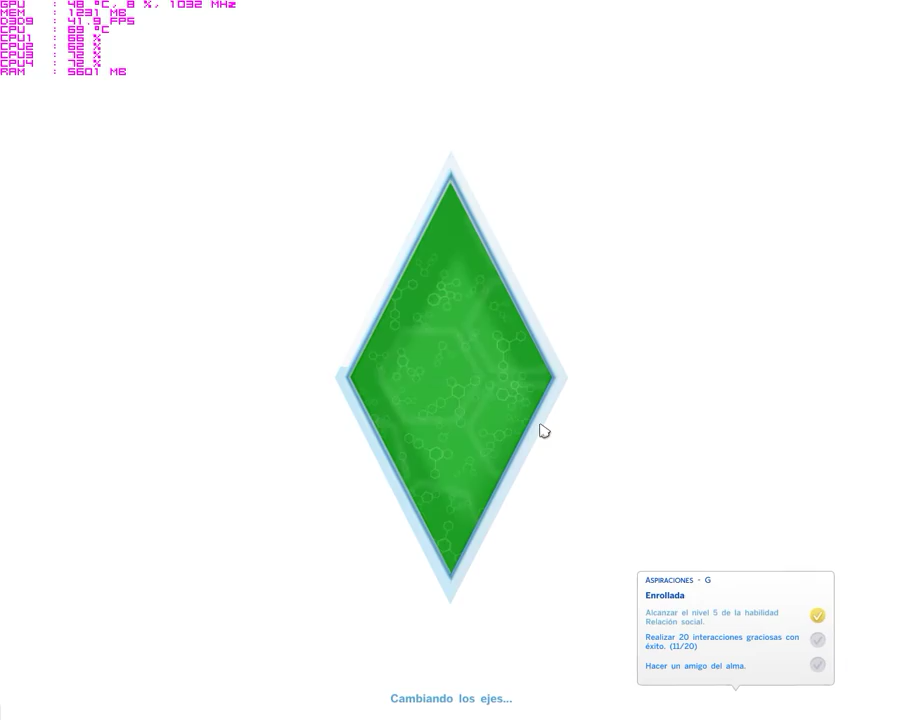 GPU : 48 ºC, 8 %, 1032 MHz
MEM : 1231 MB
D3D9 : 41.9 FPS
CPU : 69 ºC
CPU1 : 66 %
CPU2 : 62 %
CPU3 : 72 %
CPU4 : 72 %
RAM : 5601 MB
ASPIRACIONES - G
Enrollada
Alcanzar el nivel 5 de la habilidad
Relación social.
Realizar 20 interacciones graciosas con
éxito. (11/20)
Hacer un amigo del alma.
Cambiando los ejes...